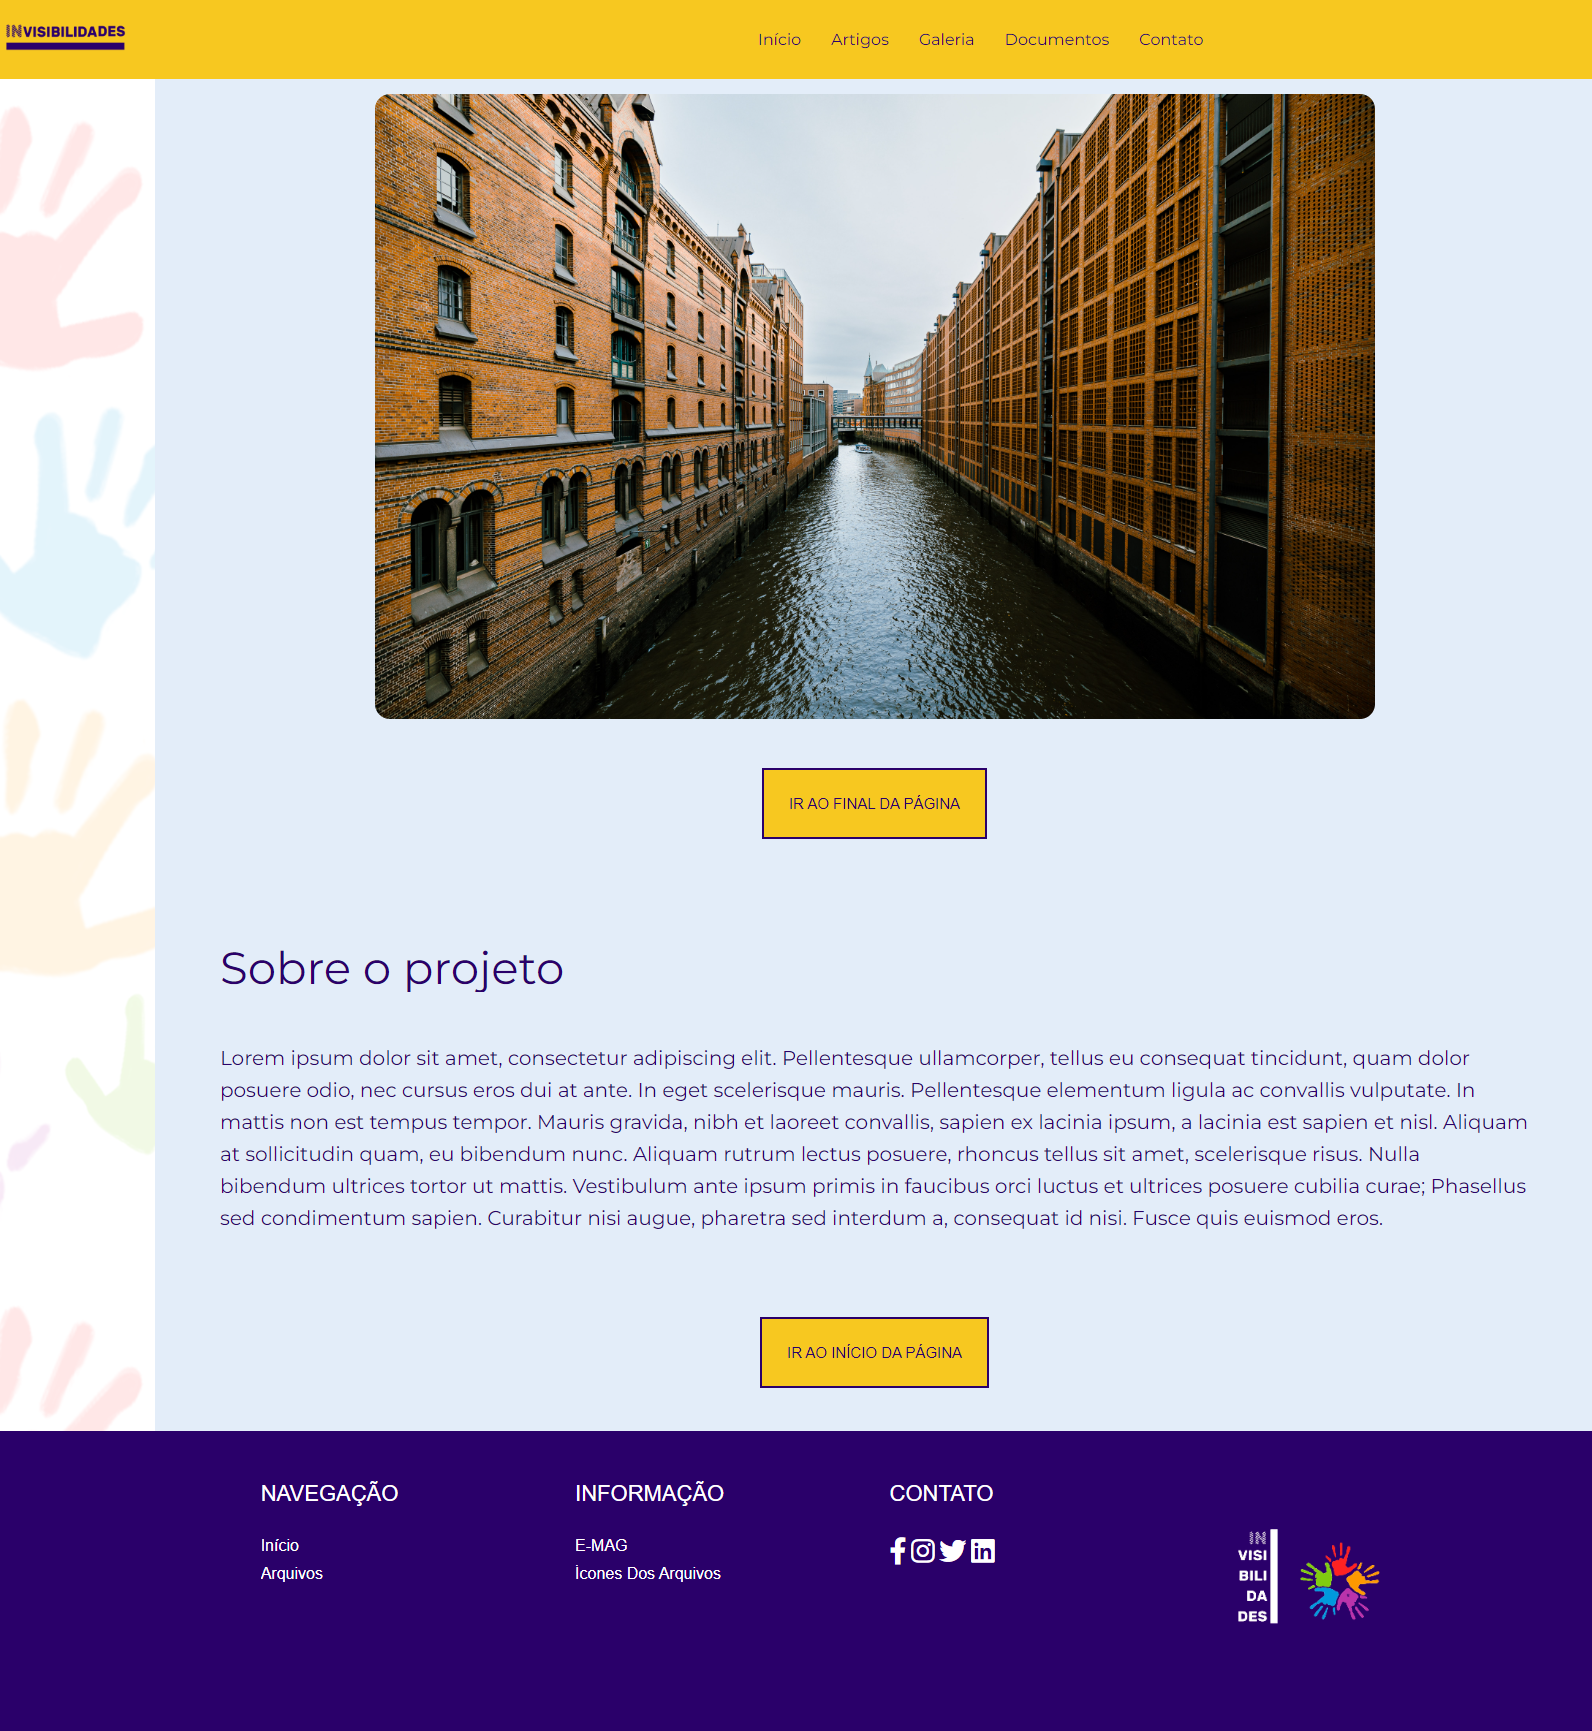 INVISIBILIDADES
Início Artigos Galeria Documentos Contato
IR AO FINAL DA PÁGINA
Sobre o projeto
Lorem ipsum dolor sit amet, consectetur adipiscing elit. Pellentesque ullamcorper, tellus eu consequat tincidunt, quam dolor
posuere odio, nec cursus eros dui at ante. In eget scelerisque mauris. Pellentesque elementum ligula ac convallis vulputate. In
mattis non est tempus tempor. Mauris gravida, nibh et laoreet convallis, sapien ex lacinia ipsum, a lacinia est sapien et nisl. Aliquam
at sollicitudin quam, eu bibendum nunc. Aliquam rutrum lectus posuere, rhoncus tellus sit amet, scelerisque risus. Nulla
bibendum ultrices tortor ut mattis. Vestibulum ante ipsum primis in faucibus orci luctus et ultrices posuere cubilia curae; Phasellus
sed condimentum sapien. Curabitur nisi augue, pharetra sed interdum a, consequat id nisi. Fusce quis euismod eros.
IR AO INÍCIO DA PÁGINA
NAVEGAÇÃO
Início
Arquivos
INFORMAÇÃO
E-MAG
Ícones Dos Arquivos
CONTATO
IN
VISI
BILI
DA
DES